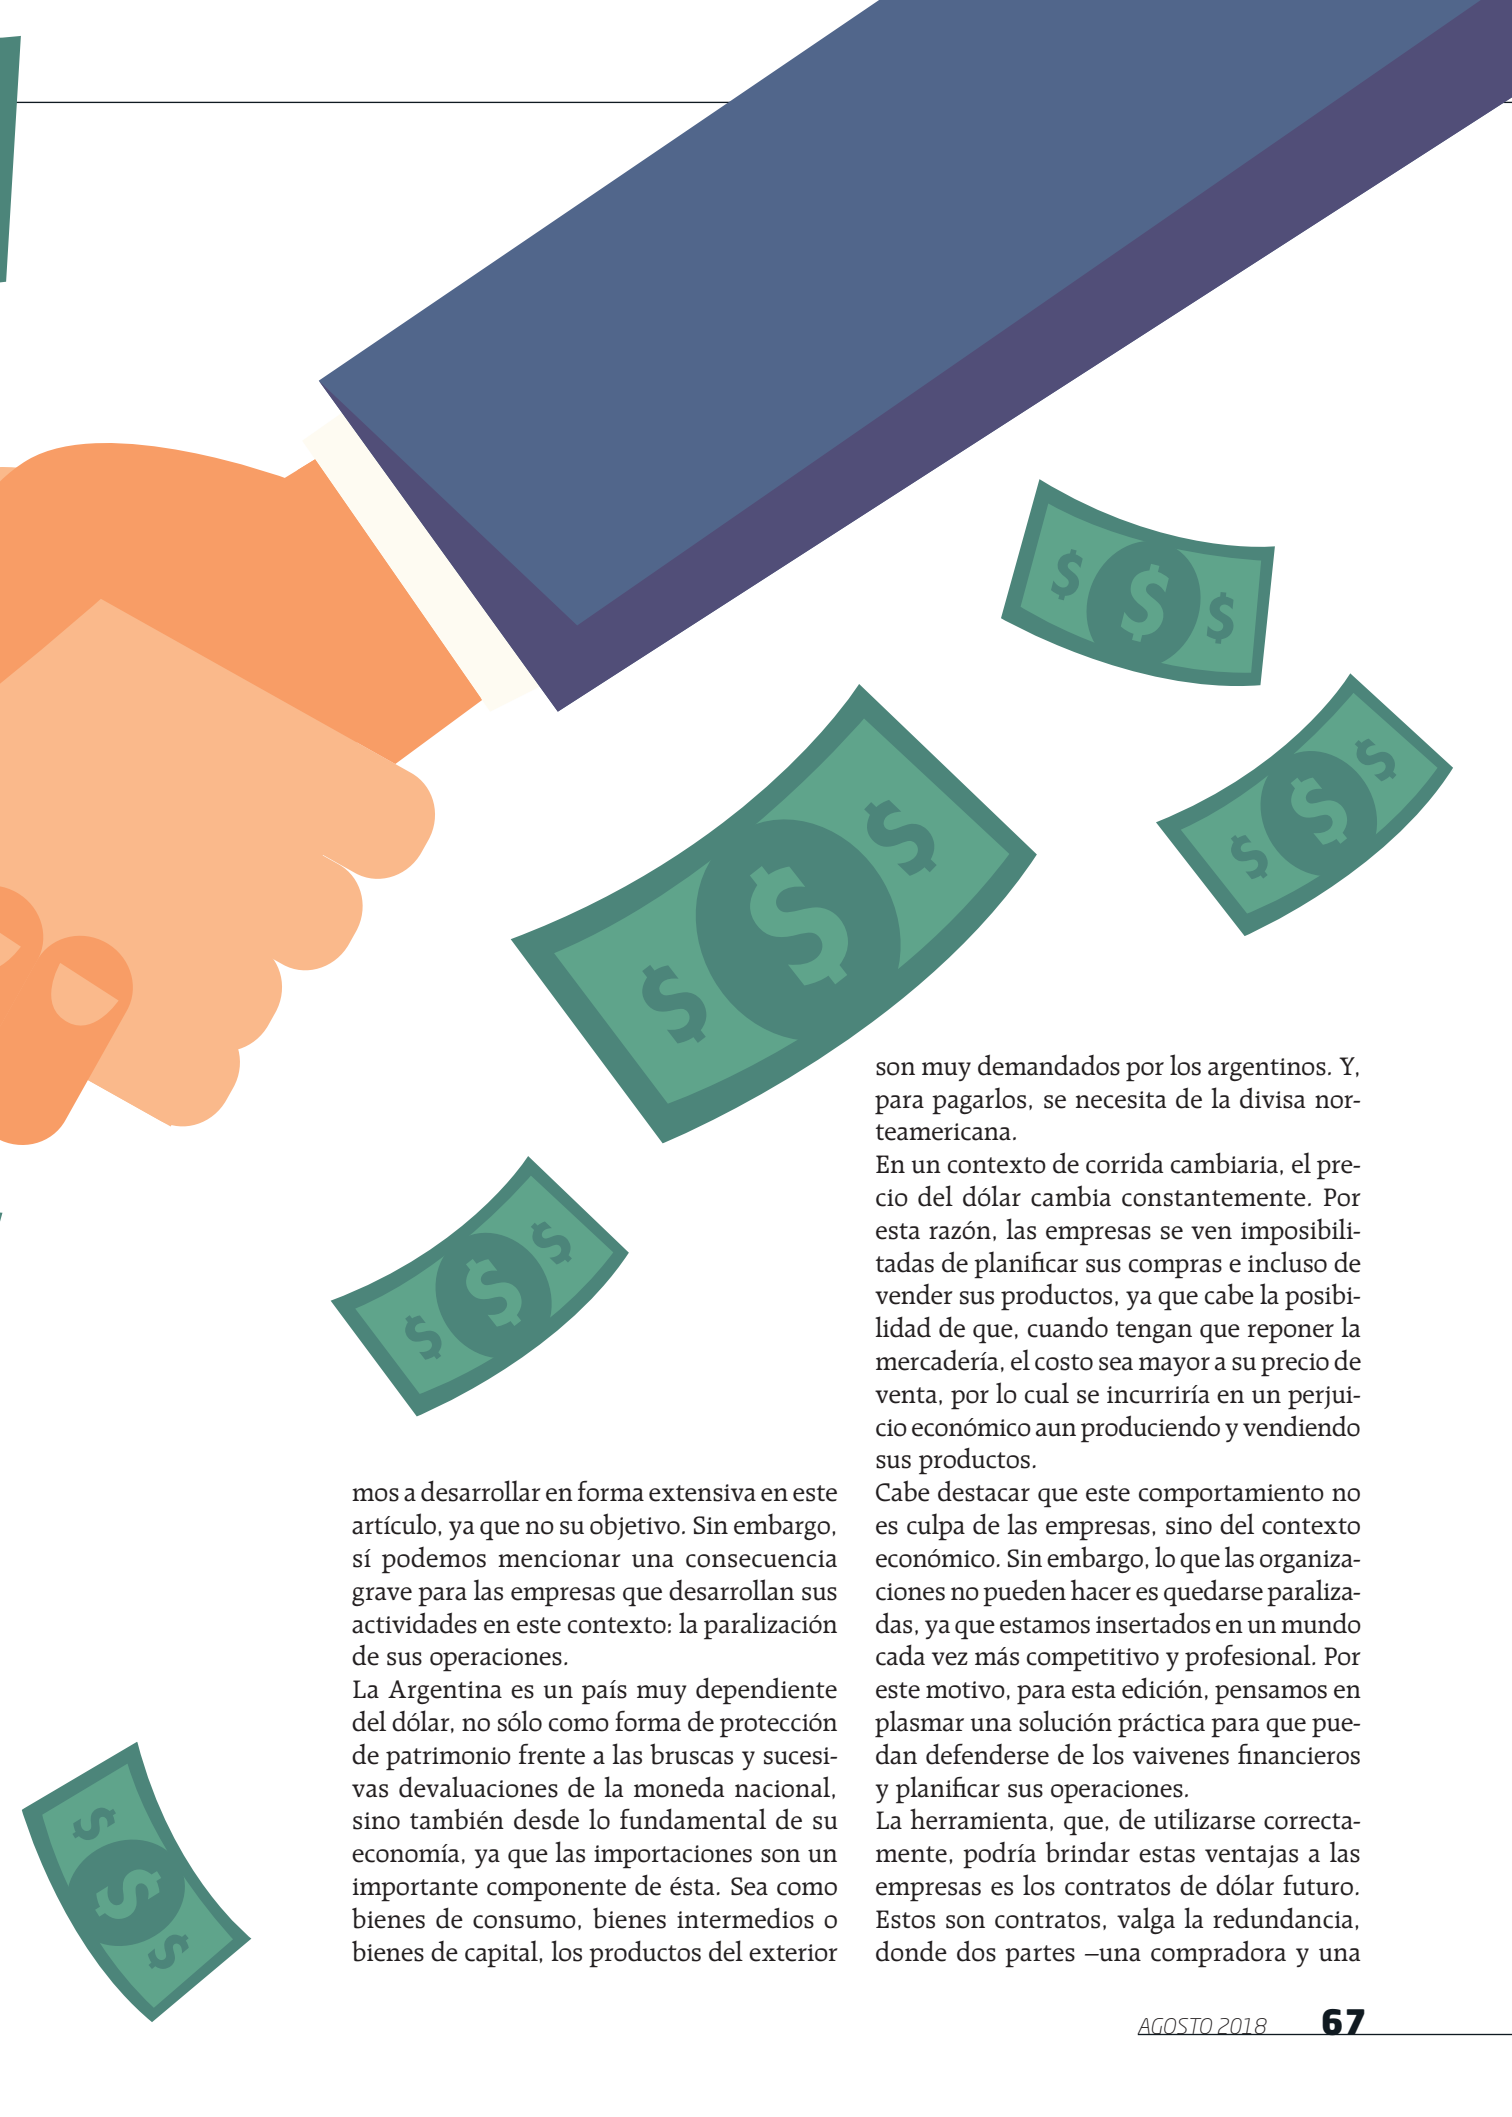 mos a desarrollar en forma extensiva en este
artículo, ya que no su objetivo. Sin embargo,
sí podemos mencionar una consecuencia
grave para las empresas que desarrollan sus
actividades en este contexto: la paralización
de sus operaciones.
La Argentina es un país muy dependiente
del dólar, no sólo como forma de protección
de patrimonio frente a las bruscas y sucesi-
vas devaluaciones de la moneda nacional,
sino también desde lo fundamental de su
economía, ya que las importaciones son un
importante componente de ésta. Sea como
bienes de consumo, bienes intermedios o
bienes de capital, los productos del exterior
son muy demandados por los argentinos. Y,
para pagarlos, se necesita de la divisa nor-
teamericana.
En un contexto de corrida cambiaria, el pre-
cio del dólar cambia constantemente. Por
esta razón, las empresas se ven imposibili-
tadas de planificar sus compras e incluso de
vender sus productos, ya que cabe la posibi-
lidad de que, cuando tengan que reponer la
mercadería, el costo sea mayor a su precio de
venta, por lo cual se incurriría en un perjui-
cio económico aun produciendo y vendiendo
sus productos.
Cabe destacar que este comportamiento no
es culpa de las empresas, sino del contexto
económico. Sin embargo, lo que las organiza-
ciones no pueden hacer es quedarse paraliza-
das, ya que estamos insertados en un mundo
cada vez más competitivo y profesional. Por
este motivo, para esta edición, pensamos en
plasmar una solución práctica para que pue-
dan defenderse de los vaivenes financieros
y planificar sus operaciones.
La herramienta, que, de utilizarse correcta-
mente, podría brindar estas ventajas a las
empresas es los contratos de dólar futuro.
Estos son contratos, valga la redundancia,
donde dos partes –una compradora y una
AGOSTO 2018 67